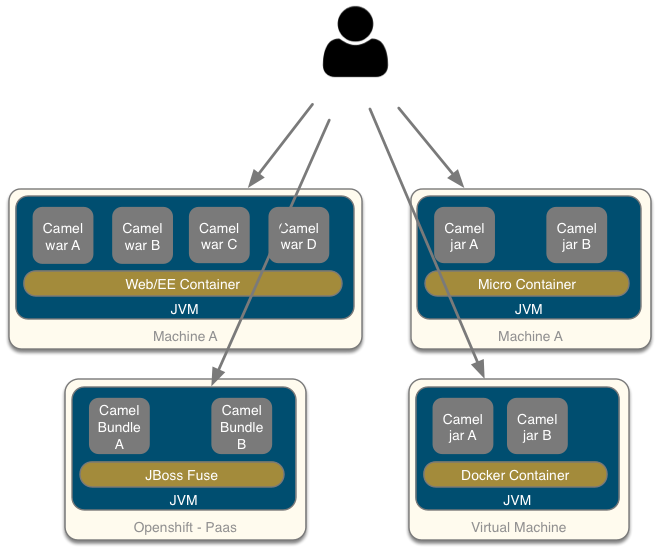 Camel
war A
Camel
war B
Camel
war C
Camel
war D
Web/EE Container
JVM
Machine A
Camel
jar A
Camel
jar B
Micro Container
JVM
Machine A
Camel
Bundle
A
Camel
Bundle
B
JBoss Fuse
JVM
Openshift - Paas
Camel
jar A
Camel
jar B
Docker Container
JVM
Virtual Machine